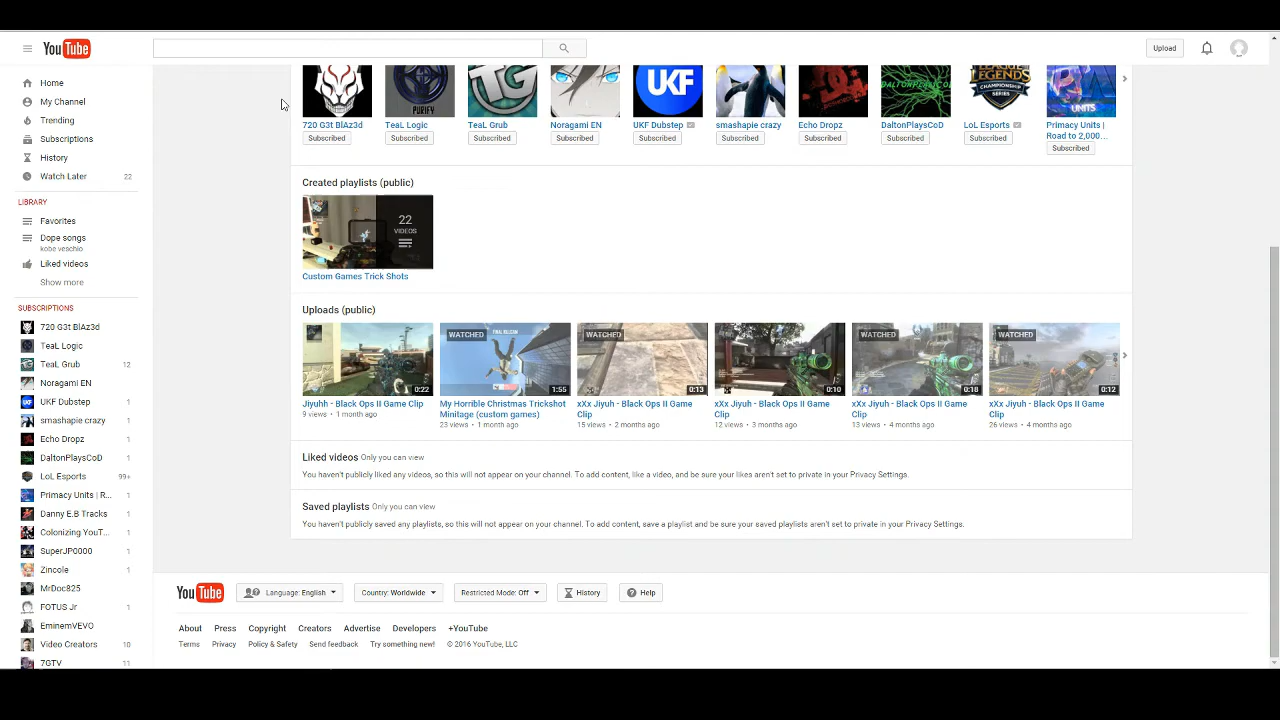 YouTube
Upload
Home
My Channel
Trending
Subscriptions
History
Watch Later 22
LIBRARY
Favorites
Dope songs
kobe veschio
Liked videos
Show more
SUBSCRIPTIONS
720 G3t BlAz3d
TeaL Logic
TeaL Grub 12
Noragami EN
UKF Dubstep 1
smashapie crazy 1
Echo Dropz 1
DaltonPlaysCoD 1
LoL Esports 99+
Primacy Units | R... 1
Danny E.B Tracks 1
Colonizing YouT... 1
SuperJP0000 1
Zincole 1
MrDoc825
FOTUS Jr 1
EminemVEVO
Video Creators 10
7GTV 11
PURIFY
TG
UKF
DALTONPLAYSCO
LEGENDS
CHAMPIONSHIP
SERIES
UNITS
720 G3t BlAz3d
TeaL Logic
TeaL Grub
Noragami EN
UKF Dubstep
smashapie crazy
Echo Dropz
DaltonPlaysCoD
LoL Esports
Primacy Units |
Road to 2,000...
Subscribed
Subscribed
Subscribed
Subscribed
Subscribed
Subscribed
Subscribed
Subscribed
Subscribed
Subscribed
Created playlists (public)
22
VIDEOS
Custom Games Trick Shots
Uploads (public)
0:22
WATCHED
FINAL KILLCAM
1:55
WATCHED
0:13
WATCHED
0:10
WATCHED
0:18
WATCHED
0:12
Jiyuhh - Black Ops II Game Clip
9 views • 1 month ago
My Horrible Christmas Trickshot
Minitage (custom games)
23 views • 1 month ago
xXx Jiyuh - Black Ops II Game
Clip
15 views • 2 months ago
xXx Jiyuh - Black Ops II Game
Clip
12 views • 3 months ago
xXx Jiyuh - Black Ops II Game
Clip
13 views • 4 months ago
xXx Jiyuh - Black Ops II Game
Clip
26 views • 4 months ago
Liked videos Only you can view
You haven't publicly liked any videos, so this will not appear on your channel. To add content, like a video, and be sure your likes aren't set to private in your Privacy Settings.
Saved playlists Only you can view
You haven't publicly saved any playlists, so this will not appear on your channel. To add content, save a playlist and be sure your saved playlists aren't set to private in your Privacy Settings.
YouTube
Language: English
Country: Worldwide
Restricted Mode: Off
History
Help
About Press Copyright Creators Advertise Developers +YouTube
Terms Privacy Policy & Safety Send feedback Try something new! © 2016 YouTube, LLC